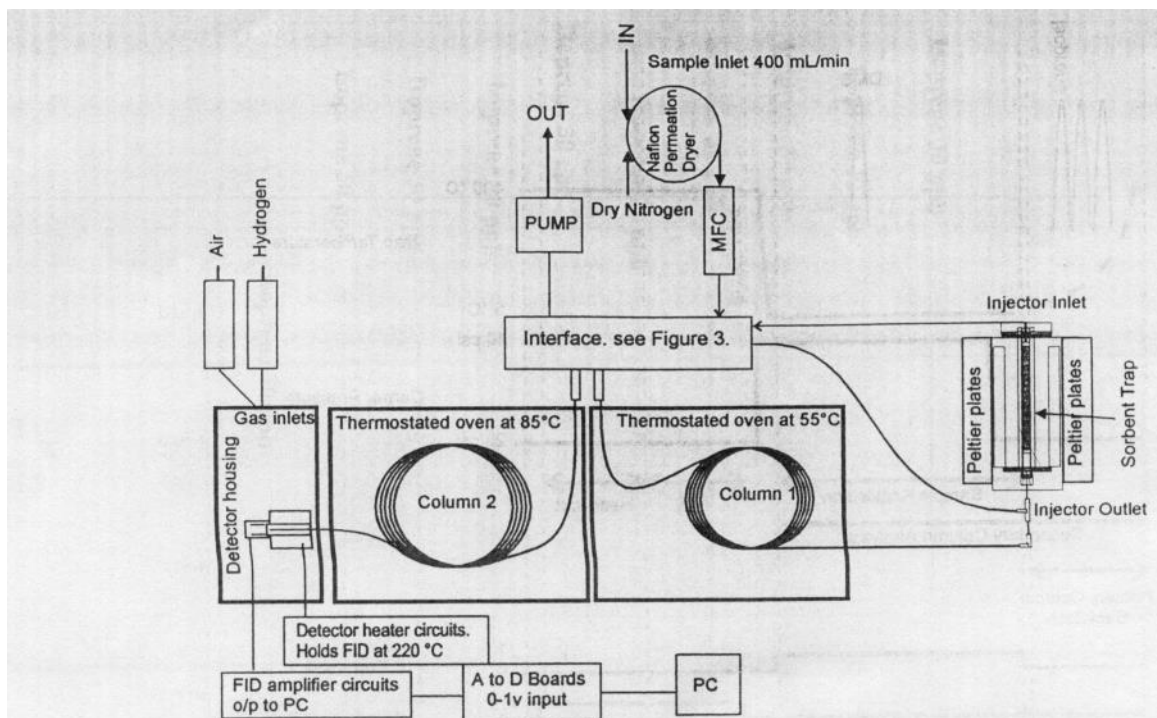 IN
Sample Inlet 400 mL/min
OUT
Nafion
Permeation
Dryer
Dry Nitrogen
PUMP
MFC
Air
Hydrogen
Injector Inlet
Interface. see Figure 3.
Peltier plates
Peltier plates
Sorbent Trap
Gas inlets
Thermostated oven at 85°C
Thermostated oven at 55°C
Detector housing
Column 2
Column 1
Injector Outlet
Detector heater circuits.
Holds FID at 220 °C
FID amplifier circuits
o/p to PC
A to D Boards
0-1v input
PC